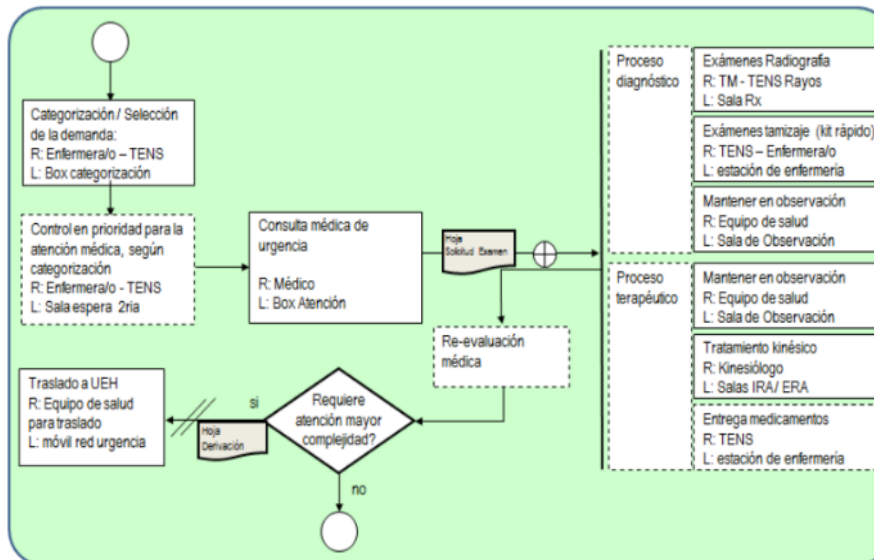 Categorización / Selección
de la demanda:
R: Enfermera/o – TENS
L: Box categorización
Control en prioridad para la
atención médica, según
categorización
R: Enfermera/o - TENS
L: Sala espera 2ria
Consulta médica de
urgencia
R: Médico
L: Box Atención
Hoja
Solicitud Examen
Proceso
diagnóstico
Exámenes Radiografía
R: TM - TENS Rayos
L: Sala Rx
Exámenes tamizaje (kit rápido)
R: TENS – Enfermera/o
L: estación de enfermería
Mantener en observación
R: Equipo de salud
L: Sala de Observación
Proceso
terapéutico
Mantener en observación
R: Equipo de salud
L: Sala de Observación
Tratamiento kinésico
R: Kinesiólogo
L: Salas IRA/ ERA
Entrega medicamentos
R: TENS
L: estación de enfermería
Re-evaluación
médica
Requiere
atención mayor
complejidad?
si
Hoja
Derivación
Traslado a UEH
R: Equipo de salud
para traslado
L: móvil red urgencia
no